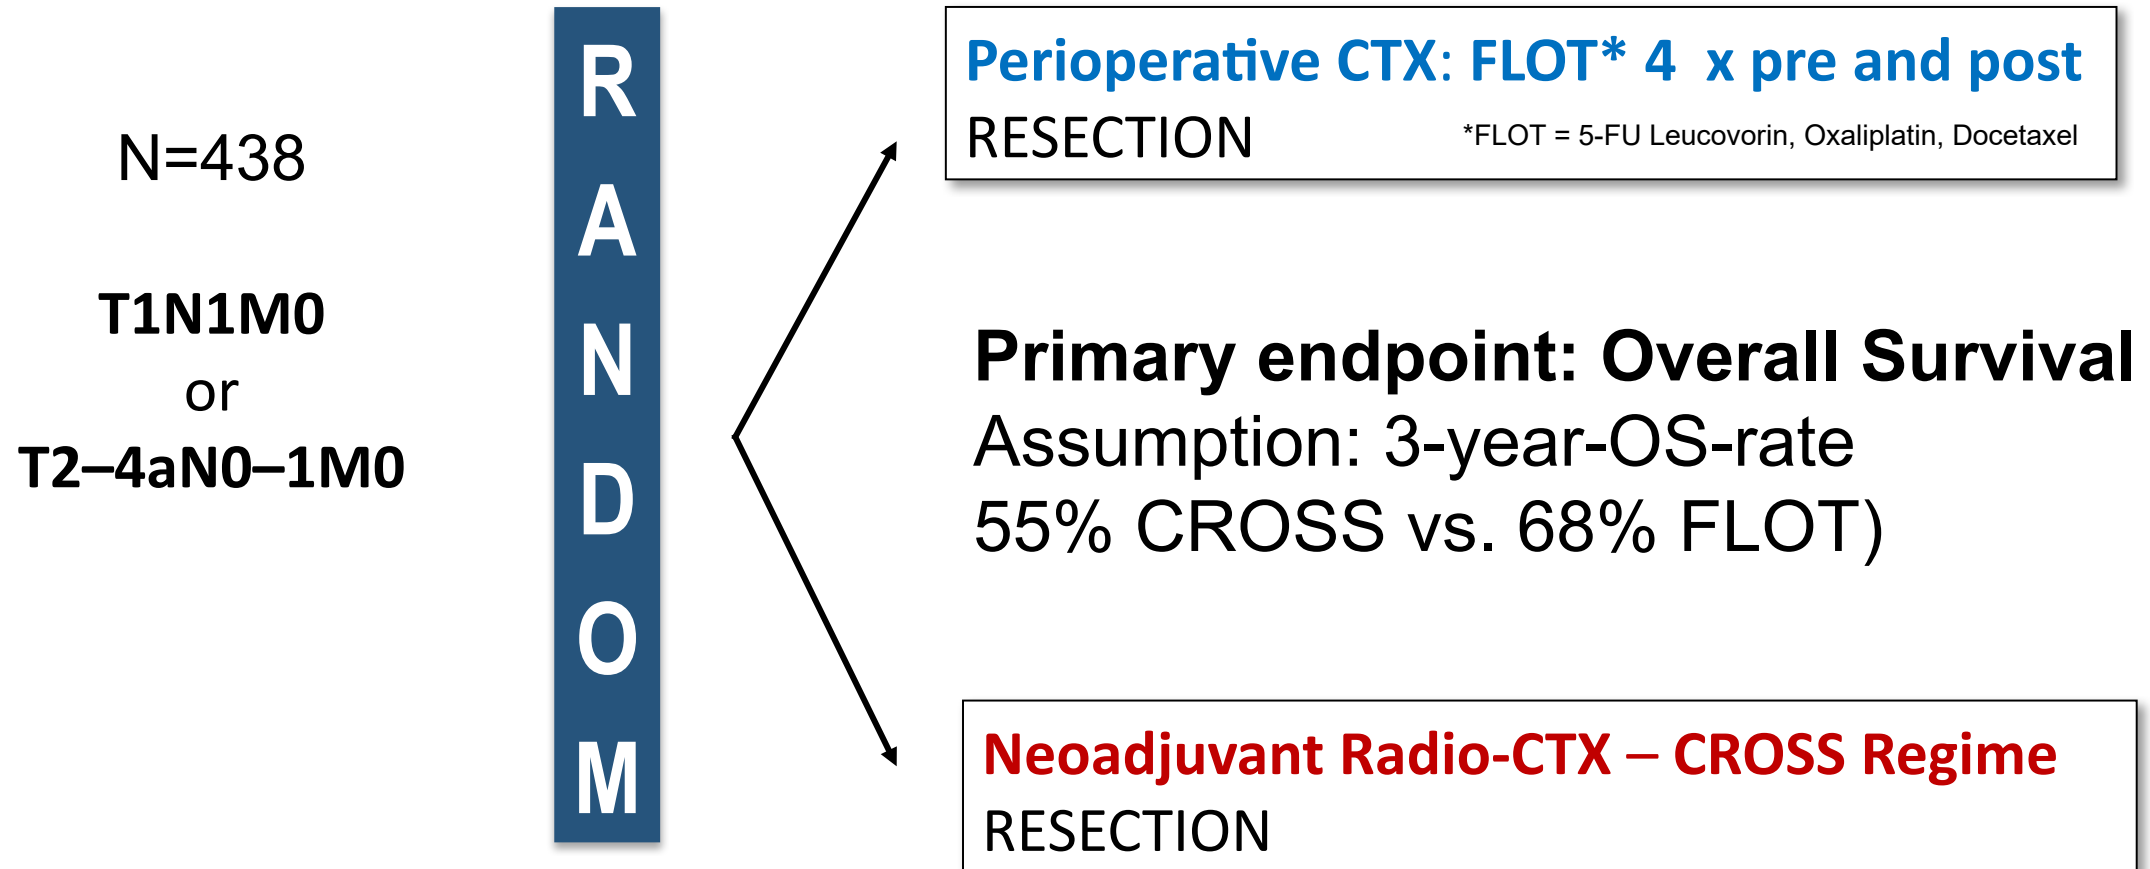 N=438
T1N1M0
or
T2–4aN0–1M0
R
A
N
D
O
M
Perioperative CTX: FLOT* 4 x pre and post
RESECTION
*FLOT = 5-FU Leucovorin, Oxaliplatin, Docetaxel
Primary endpoint: Overall Survival
Assumption: 3-year-OS-rate
55% CROSS vs. 68% FLOT)
Neoadjuvant Radio-CTX – CROSS Regime
RESECTION